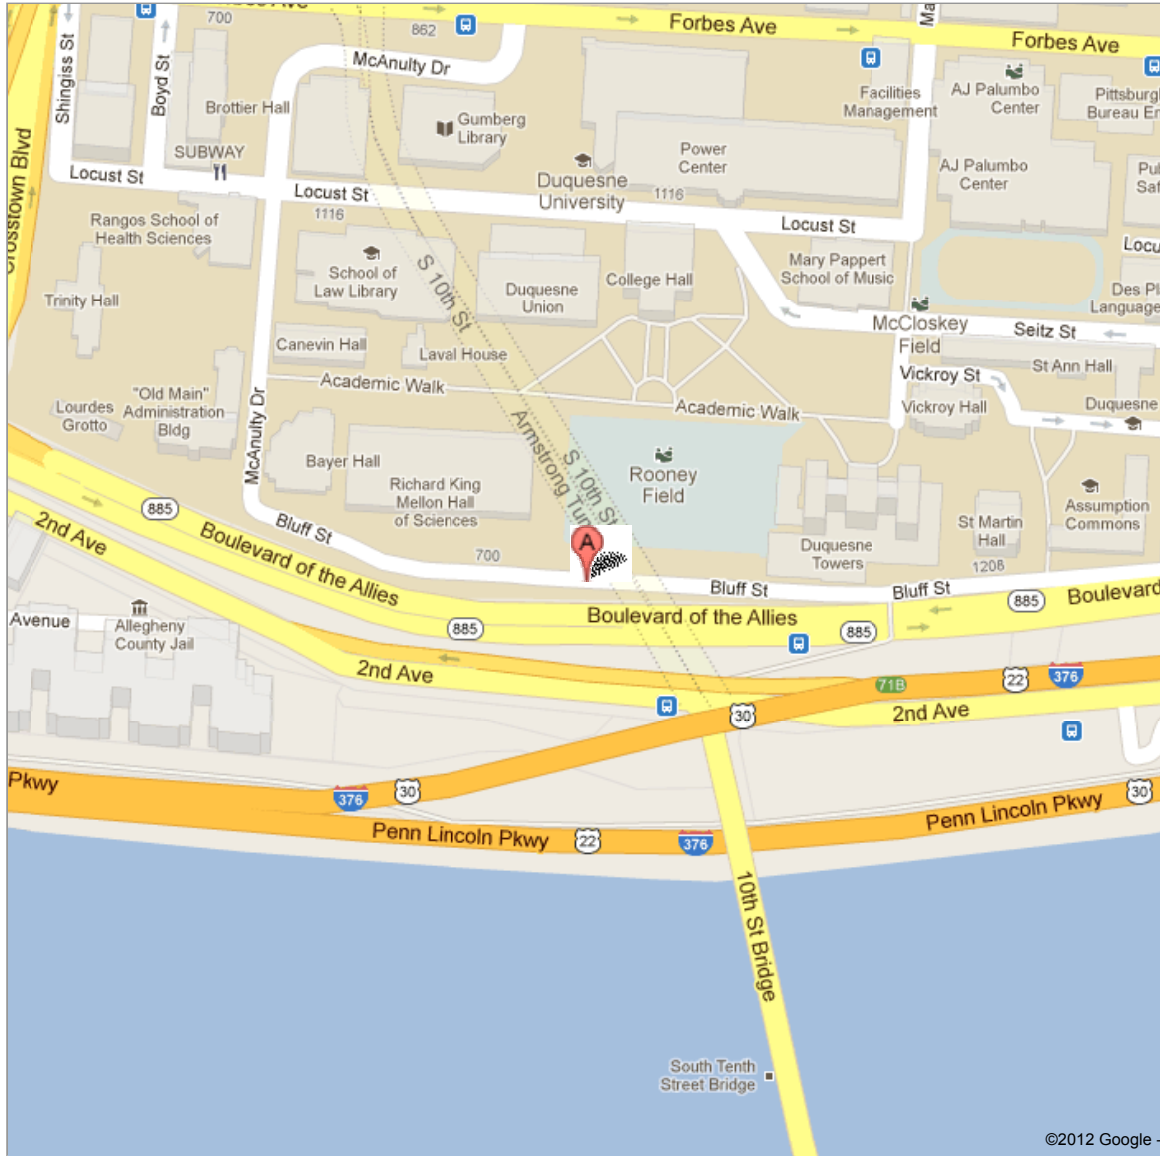 Forbes Ave
700
862
Forbes Ave
Forbes Ave
McAnulty Dr
Shingiss St
Boyd St
Brottier Hall
Gumberg
Library
Facilities
Management
AJ Palumbo
Center
Crosstown Blvd
SUBWAY
Power
Center
AJ Palumbo
Center
Locust St
Locust St
Duquesne
University
1116
1116
Locust St
Rangos School of
Health Sciences
School of
Law Library
S 10th St
College Hall
Mary Pappert
School of Music
Trinity Hall
Duquesne
Union
McCloskey
Field
Seitz St
Canevin Hall
Laval House
St Ann Hall
Academic Walk
Vickroy St
"Old Main"
Administration
Bldg
Lourdes
Grotto
McAnulty Dr
Academic Walk
Vickroy Hall
Duquesne
Armstrong
S 10th St
Bayer Hall
Rooney
Field
Richard King
Mellon Hall
of Sciences
885
Assumption
Commons
2nd Ave
Bluff St
St Martin
Hall
Boulevard of the Allies
700
A
Duquesne
Towers
1208
Bluff St
Bluff St
885
Boulevard
Avenue
Allegheny
County Jail
885
Boulevard of the Allies
885
2nd Ave
71B
22
376
30
2nd Ave
Pkwy
376
30
30
Penn Lincoln Pkwy
22
376
Penn Lincoln Pkwy
10th St Bridge
South Tenth
Street Bridge
©2012 Google -